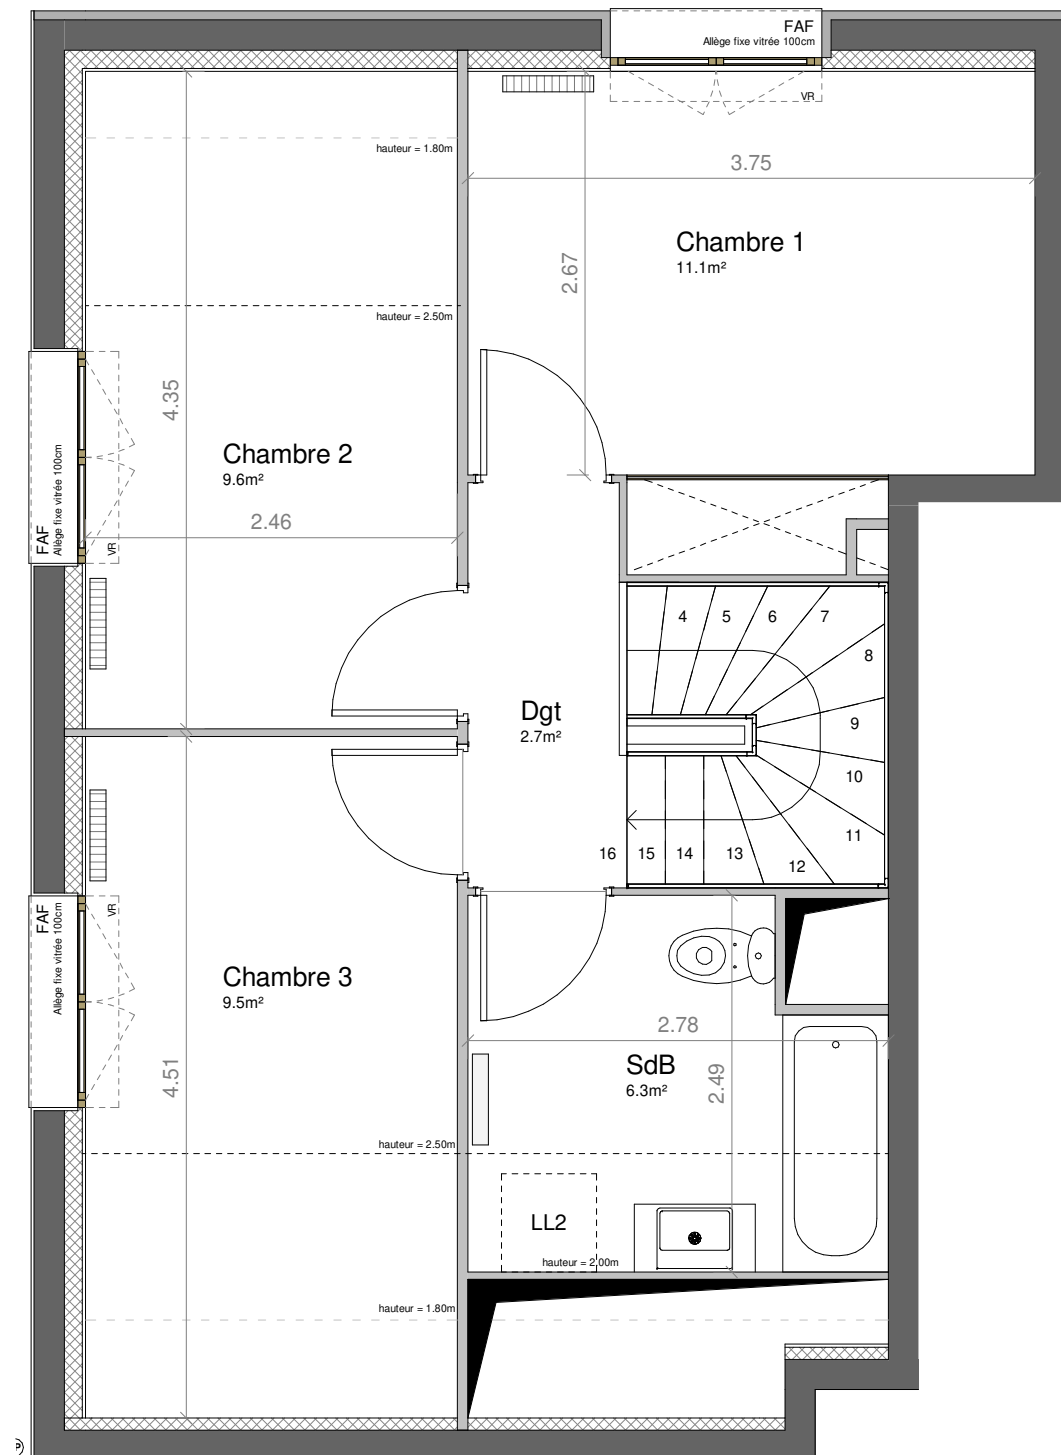 FAF
Allège fixe vitrée 100cm
VR
hauteur = 1.80m
3.75
Chambre 1
11.1m²
2.67
hauteur = 2.50m
4.35
Chambre 2
9.6m²
FAF
Allège fixe vitrée 100cm
VR
2.46
4
5
6
7
8
9
10
11
12
13
14
15
16
Dgt
2.7m²
FAF
Allège fixe vitrée 100cm
VR
Chambre 3
9.5m²
4.51
2.78
SdB
6.3m²
2.49
hauteur = 2.50m
LL2
hauteur = 2.00m
hauteur = 1.80m